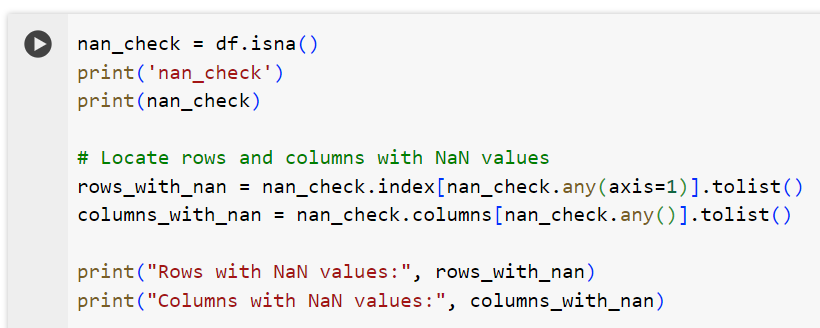 nan_check = df.isna()
print('nan_check')
print(nan_check)
# Locate rows and columns with NaN values
rows_with_nan = nan_check.index[nan_check.any(axis=1)].tolist()
columns_with_nan = nan_check.columns[nan_check.any()].tolist()
print("Rows with NaN values:", rows_with_nan)
print("Columns with NaN values:", columns_with_nan)